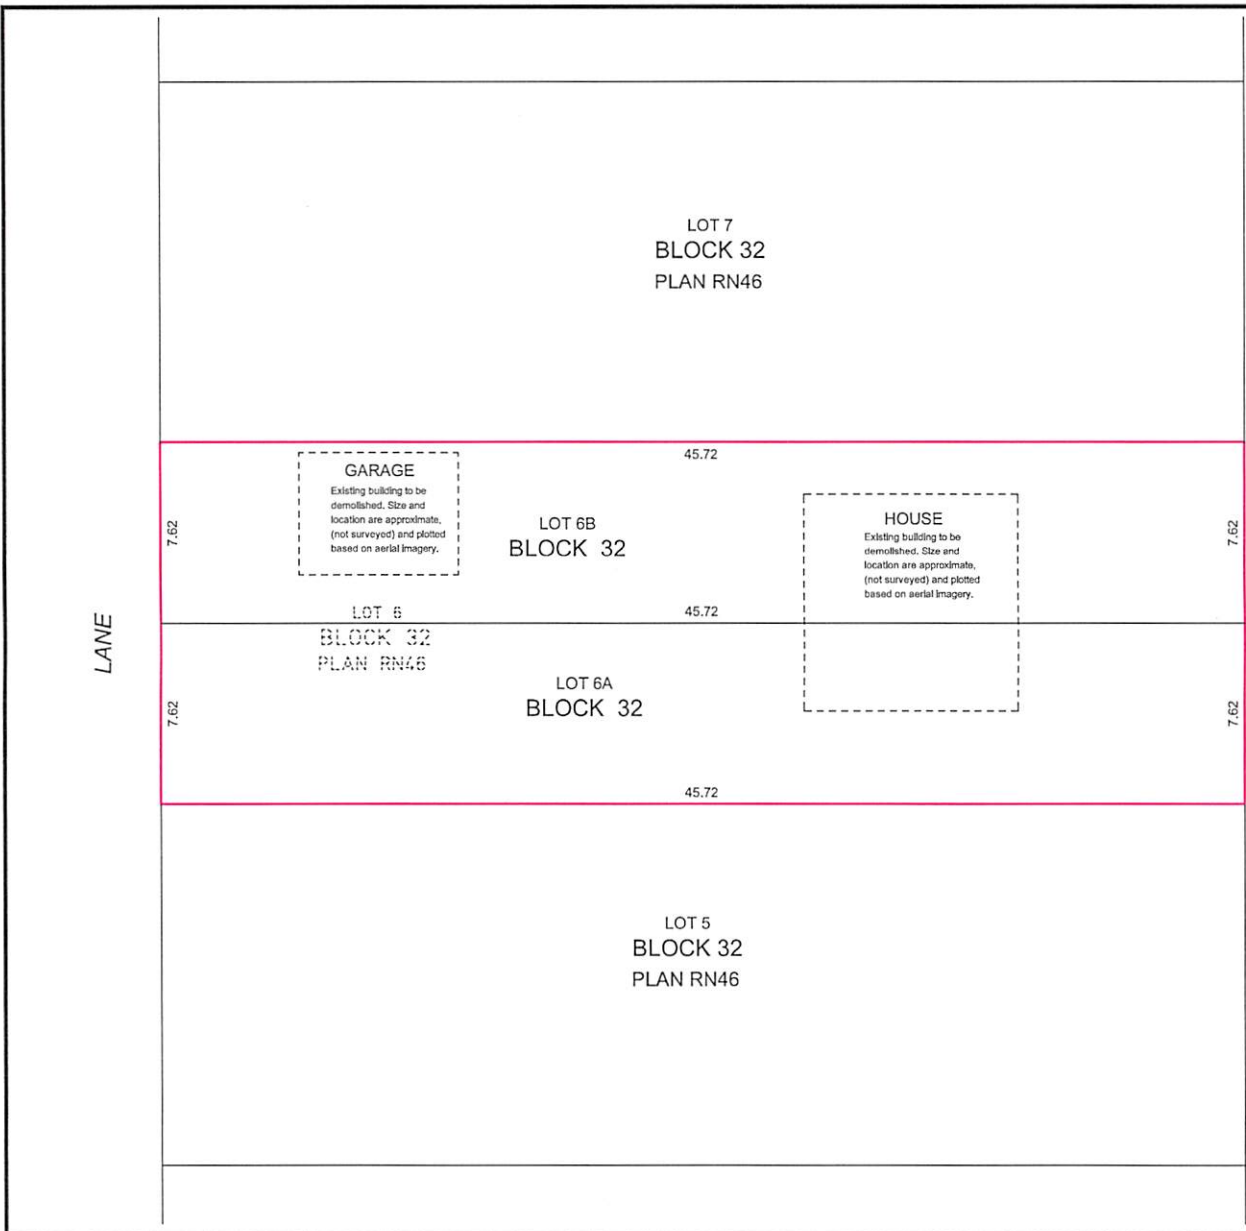 LOT 7
BLOCK 32
PLAN RN46
45.72
GARAGE
Existing building to be
demolished. Size and
location are approximate,
(not surveyed) and plotted
based on aerial imagery.
7.62
LOT 6B
BLOCK 32
HOUSE
Existing building to be
demolished. Size and
location are approximate,
(not surveyed) and plotted
based on aerial imagery.
7.62
45.72
LOT 6
BLOCK 32
PLAN RN46
LANE
LOT 6A
BLOCK 32
7.62
7.62
45.72
LOT 5
BLOCK 32
PLAN RN46